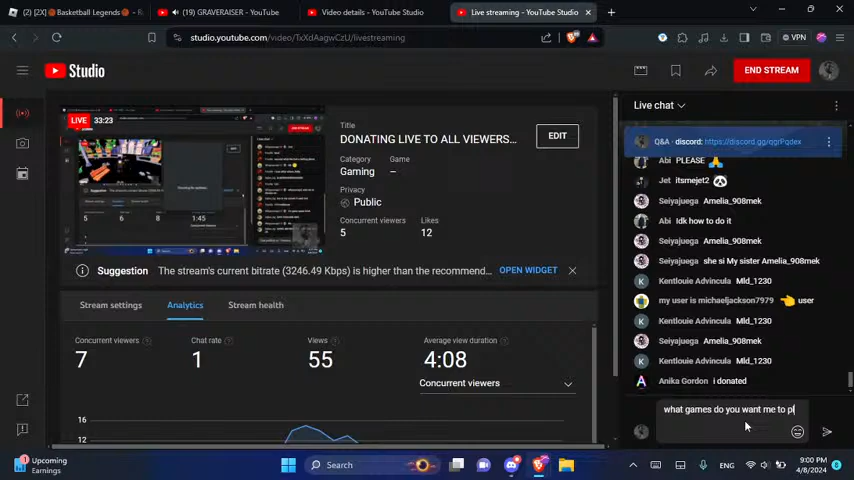 (2) [2X] 🏀Basketball Legends🏀 - R
(19) GRAVERAISER - YouTube
Video details - YouTube Studio
Live streaming - YouTube Studio
studio.youtube.com/video/TxXdAagwCzU/livestreaming
VPN
Studio
END STREAM
LIVE 33:23
Title
DONATING LIVE TO ALL VIEWERS...
EDIT
Category
Game
Gaming
–
Privacy
Public
Concurrent viewers
Likes
5
12
Suggestion
The stream's current bitrate (3246.49 Kbps) is higher than the recommend...
OPEN WIDGET
Stream settings
Analytics
Stream health
Concurrent viewers
Chat rate
Views
Average view duration
7
1
55
4:08
Concurrent viewers
16
12
Live chat
Q&A · discord: https://discord.gg/qgrFqdex
Abi PLEASE 🙏
Jet itsmejet2 🐼
Seiyajuega Amelia_908mek
Abi Idk how to do it
Seiyajuega Amelia_908mek
Seiyajuega she si My sister Amelia_908mek
Kentlouie Advincula Mld_1230
my user is michaeljackson7979 👈 user
Kentlouie Advincula Mld_1230
Seiyajuega Amelia_908mek
Kentlouie Advincula Mld_1230
Anika Gordon i donated
what games do you want me to pl
Upcoming
Earnings
Search
ENG
9:00 PM
4/8/2024